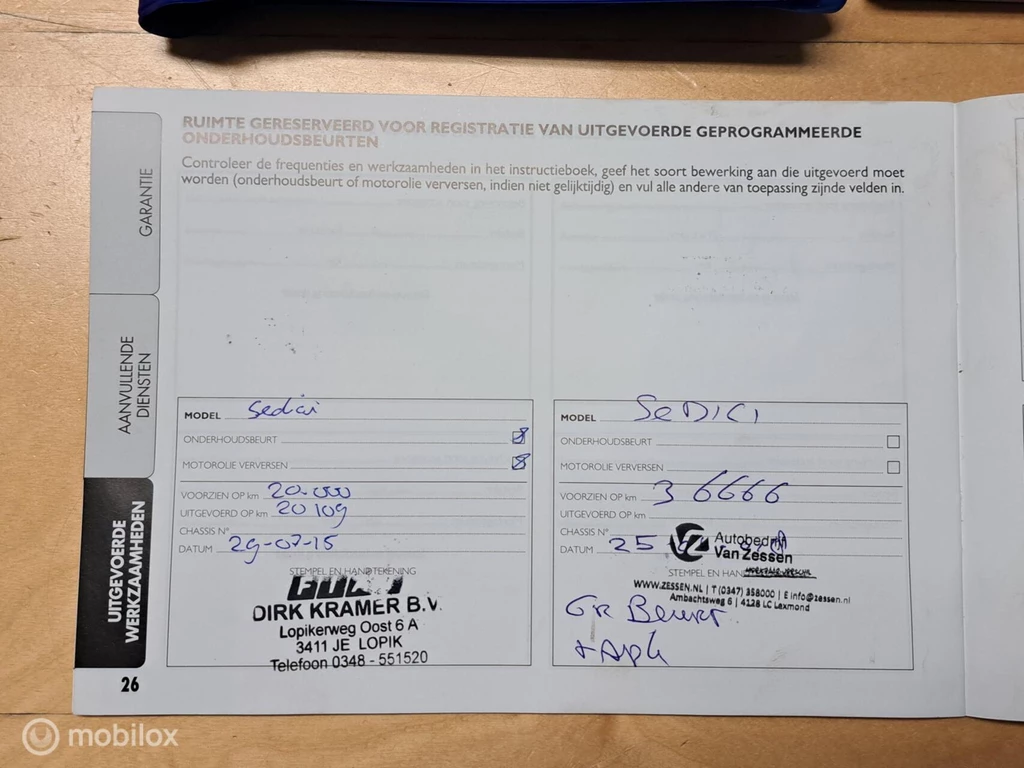 RUIMTE GERESERVEERD VOOR REGISTRATIE VAN UITGEVOERDE GEPROGRAMMEERDE
ONDERHOUDSBEURTEN
Controleer de frequenties en werkzaamheden in het instructieboek, geef het soort bewerking aan die uitgevoerd moet
worden (onderhoudsbeurt of motorolie verversen, indien niet gelijktijdig) en vul alle andere van toepassing zijnde velden in.
GARANTIE
AANVULLENDE
DIENSTEN
UITGEVOERDE
WERKZAAMHEDEN
MODEL Sedici
ONDERHOUDSBEURT
MOTOROLIE VERVERSEN
VOORZIEN OP km 20.000
UITGEVOERD OP km 20109
CHASSIS N°
DATUM 29-07-15
STEMPEL EN HANDTEKENING
DIRK KRAMER B.V.
Lopikerweg Oost 6 A
3411 JE LOPIK
Telefoon 0348 - 551520
MODEL SeDICI
ONDERHOUDSBEURT
MOTOROLIE VERVERSEN
VOORZIEN OP km 36666
UITGEVOERD OP km
CHASSIS N°
DATUM 25
Van Zessen
STEMPEL EN
WWW.ZESSEN.NL | T (0347) 358000 | E info@zessen.nl
Ambachtsweg 6 | 4128 LC Lexmond
GR Beurt
26
mobilox